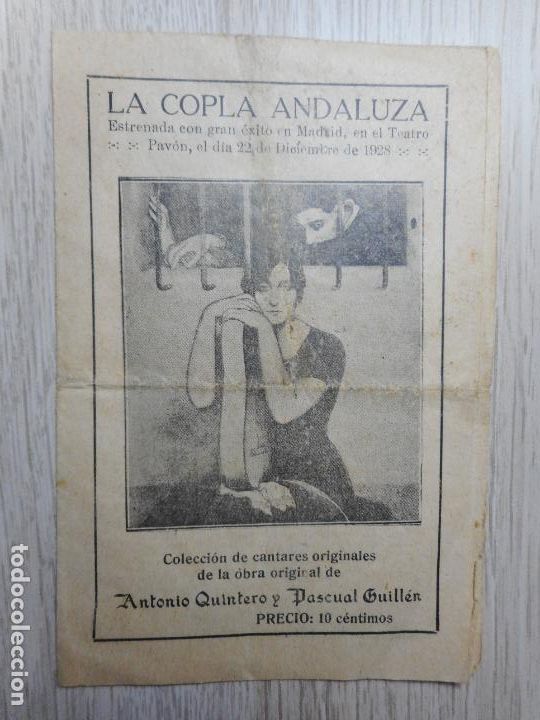 LA COPLA ANDALUZA
Estrenada con gran éxito en Madrid, en el Teatro
Pavón, el día 22 de Diciembre de 1928
Colección de cantares originales
de la obra original de
Antonio Quintero y Pascual Guillén
PRECIO: 10 céntimos
todocoleccion.net